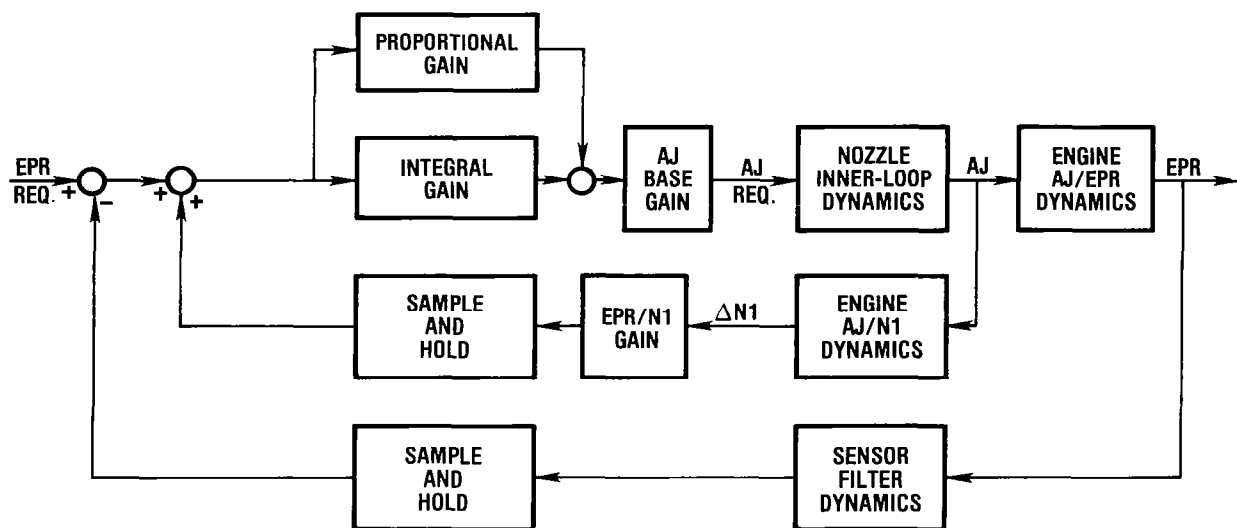 PROPORTIONAL
GAIN
EPR
REQ.
+
-
+
+
INTEGRAL
GAIN
AJ
BASE
GAIN
AJ
REQ.
NOZZLE
INNER-LOOP
DYNAMICS
AJ
ENGINE
AJ/EPR
DYNAMICS
EPR
SAMPLE
AND
HOLD
EPR/N1
GAIN
ΔN1
ENGINE
AJ/N1
DYNAMICS
SAMPLE
AND
HOLD
SENSOR
FILTER
DYNAMICS